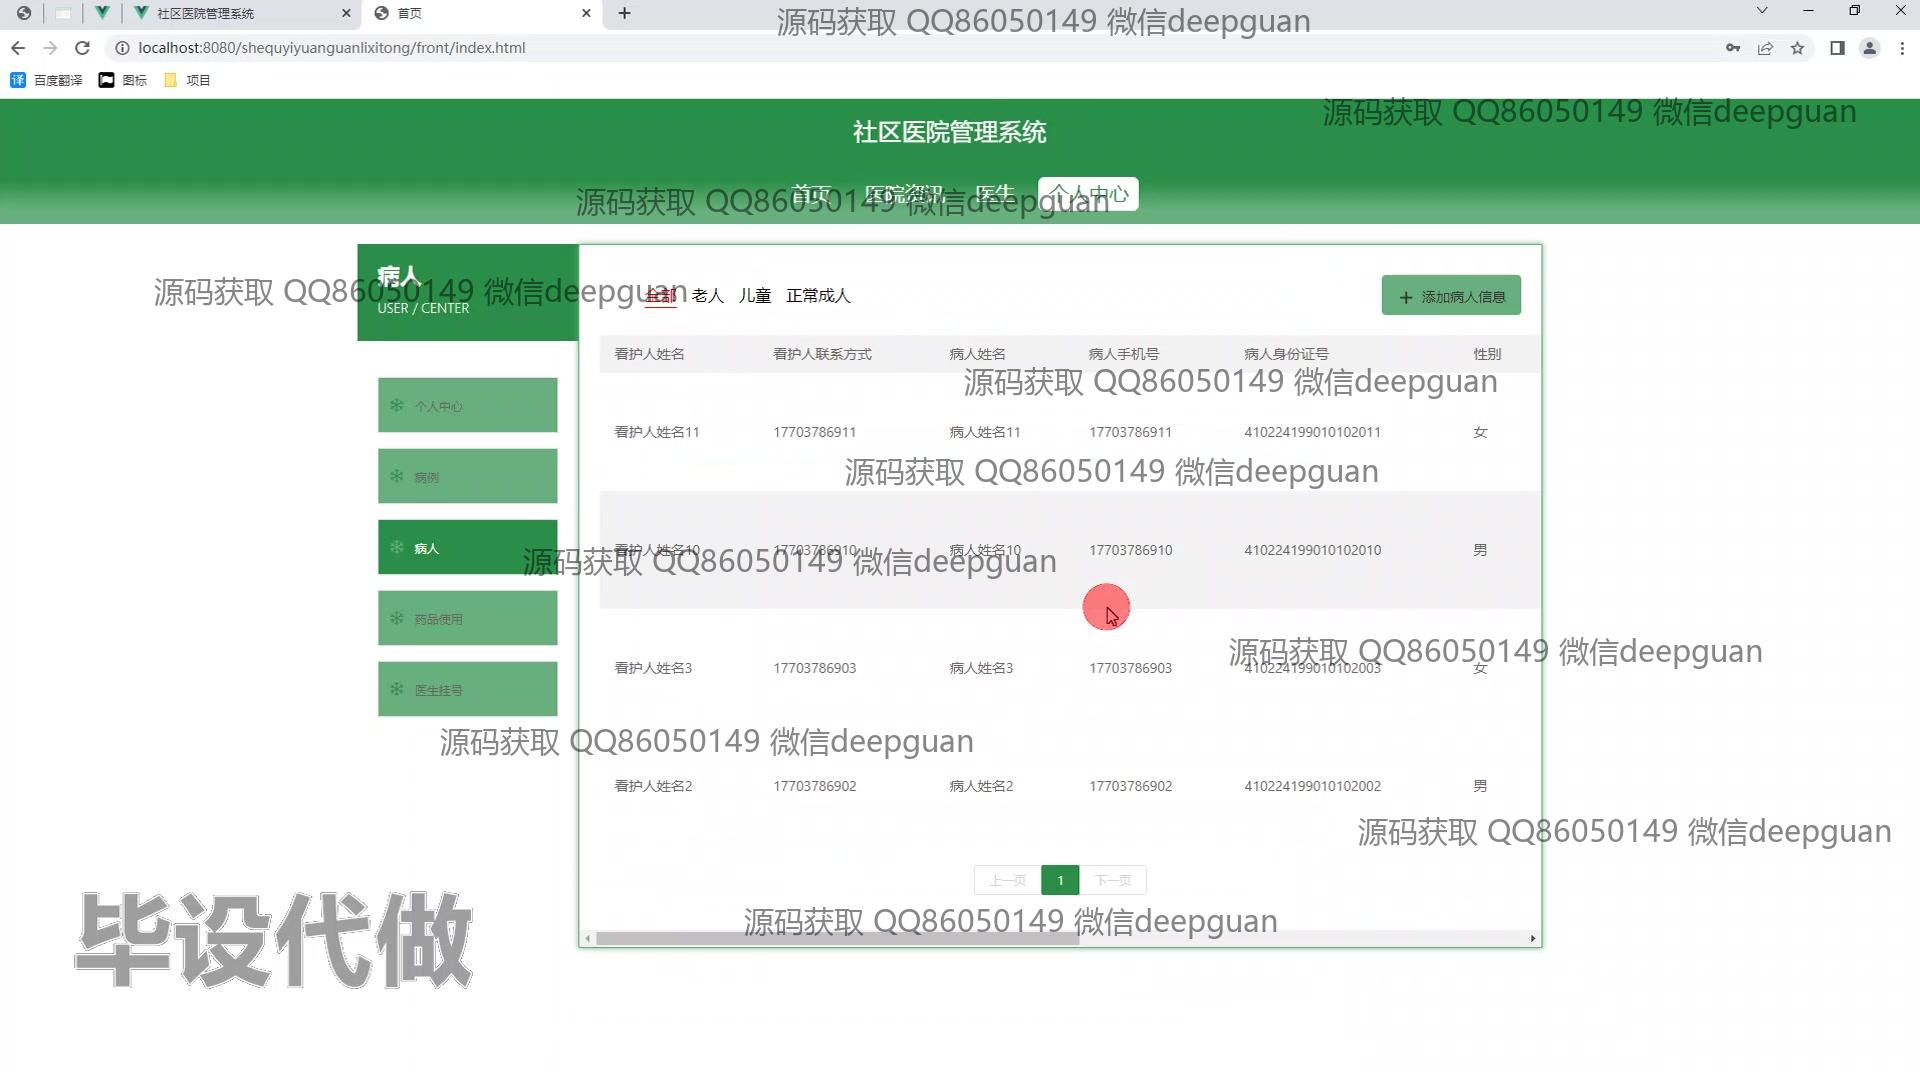 社区医院管理系统
首页
源码获取 QQ86050149 微信deepguan
localhost:8080/shequyiyuanguanlixitong/front/index.html
百度翻译 图标 项目
源码获取 QQ86050149 微信deepguan
社区医院管理系统
首页 医院资讯 医生 个人中心
源码获取 QQ86050149 微信deepguan
病人
USER / CENTER
源码获取 QQ86050149 微信deepguan
全部 老人 儿童 正常成人
添加病人信息
看护人姓名 看护人联系方式 病人姓名 病人手机号 病人身份证号 性别
源码获取 QQ86050149 微信deepguan
个人中心
看护人姓名11 17703786911 病人姓名11 17703786911 410224199010102011 女
源码获取 QQ86050149 微信deepguan
病例
病人
看护人姓名10 17703786910 病人姓名10 17703786910 410224199010102010 男
源码获取 QQ86050149 微信deepguan
药品使用
源码获取 QQ86050149 微信deepguan
看护人姓名3 17703786903 病人姓名3 17703786903 410224199010102003 女
医生挂号
源码获取 QQ86050149 微信deepguan
看护人姓名2 17703786902 病人姓名2 17703786902 410224199010102002 男
源码获取 QQ86050149 微信deepguan
上一页 1 下一页
源码获取 QQ86050149 微信deepguan
毕设代做